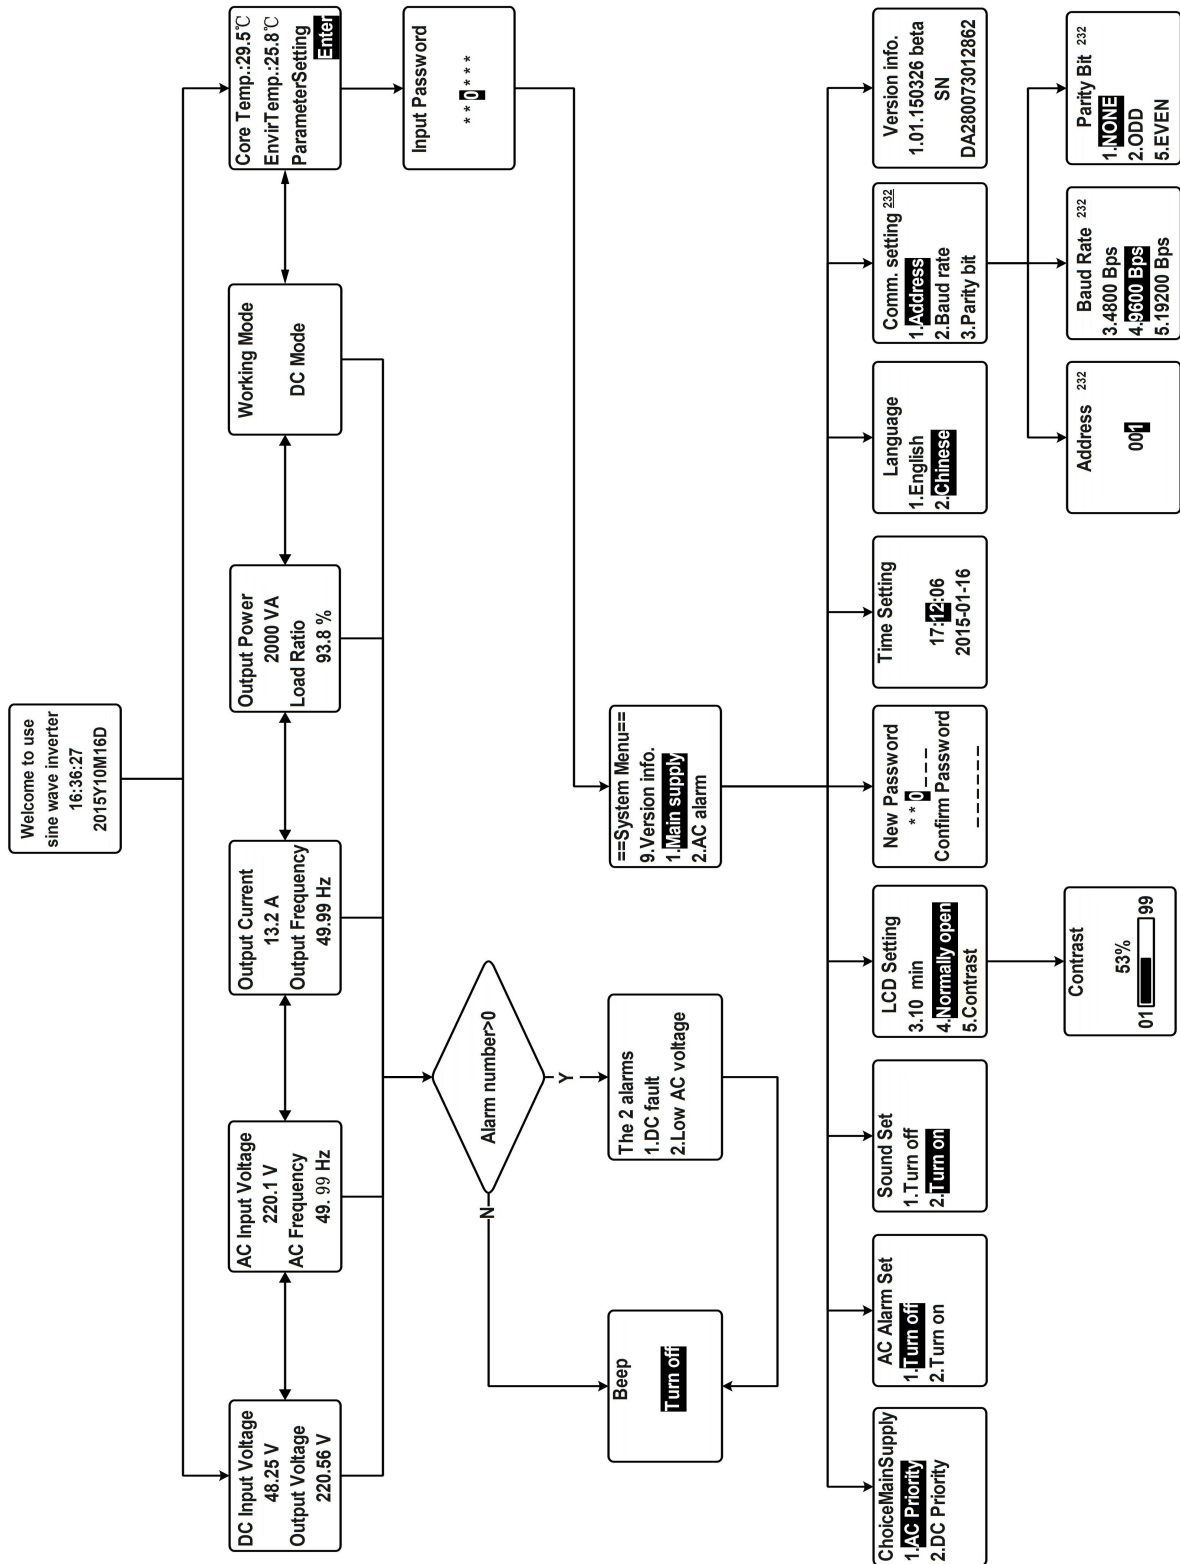 Welcome to use
sine wave inverter
16:36:27
2015Y10M16D
DC Input Voltage
48.25 V
Output Voltage
220.56 V
AC Input Voltage
220.1 V
AC Frequency
49. 99 Hz
Output Current
13.2 A
Output Frequency
49.99 Hz
Output Power
2000 VA
Load Ratio
93.8 %
Working Mode
DC Mode
Core Temp.:29.5℃
EnvirTemp.:25.8℃
ParameterSetting
Enter
Input Password
* * 0 * * *
Alarm number>0
N
Y
Beep
Turn off
The 2 alarms
1.DC fault
2.Low AC voltage
==System Menu==
9.Version info.
1.Main supply
2.AC alarm
ChoiceMainSupply
1.AC Priority
2.DC Priority
AC Alarm Set
1.Turn off
2.Turn on
Sound Set
1.Turn off
2.Turn on
LCD Setting
3.10 min
4.Normally open
5.Contrast
New Password
* * 0 _ _ _
Confirm Password
_ _ _ _ _ _
Time Setting
17:12:06
2015-01-16
Language
1.English
2.Chinese
Comm. setting 232
1.Address
2.Baud rate
3.Parity bit
Version info.
1.01.150326 beta
SN
DA280073012862
Contrast
53%
01 99
Address 232
001
Baud Rate 232
3.4800 Bps
4.9600 Bps
5.19200 Bps
Parity Bit 232
1.NONE
2.ODD
5.EVEN